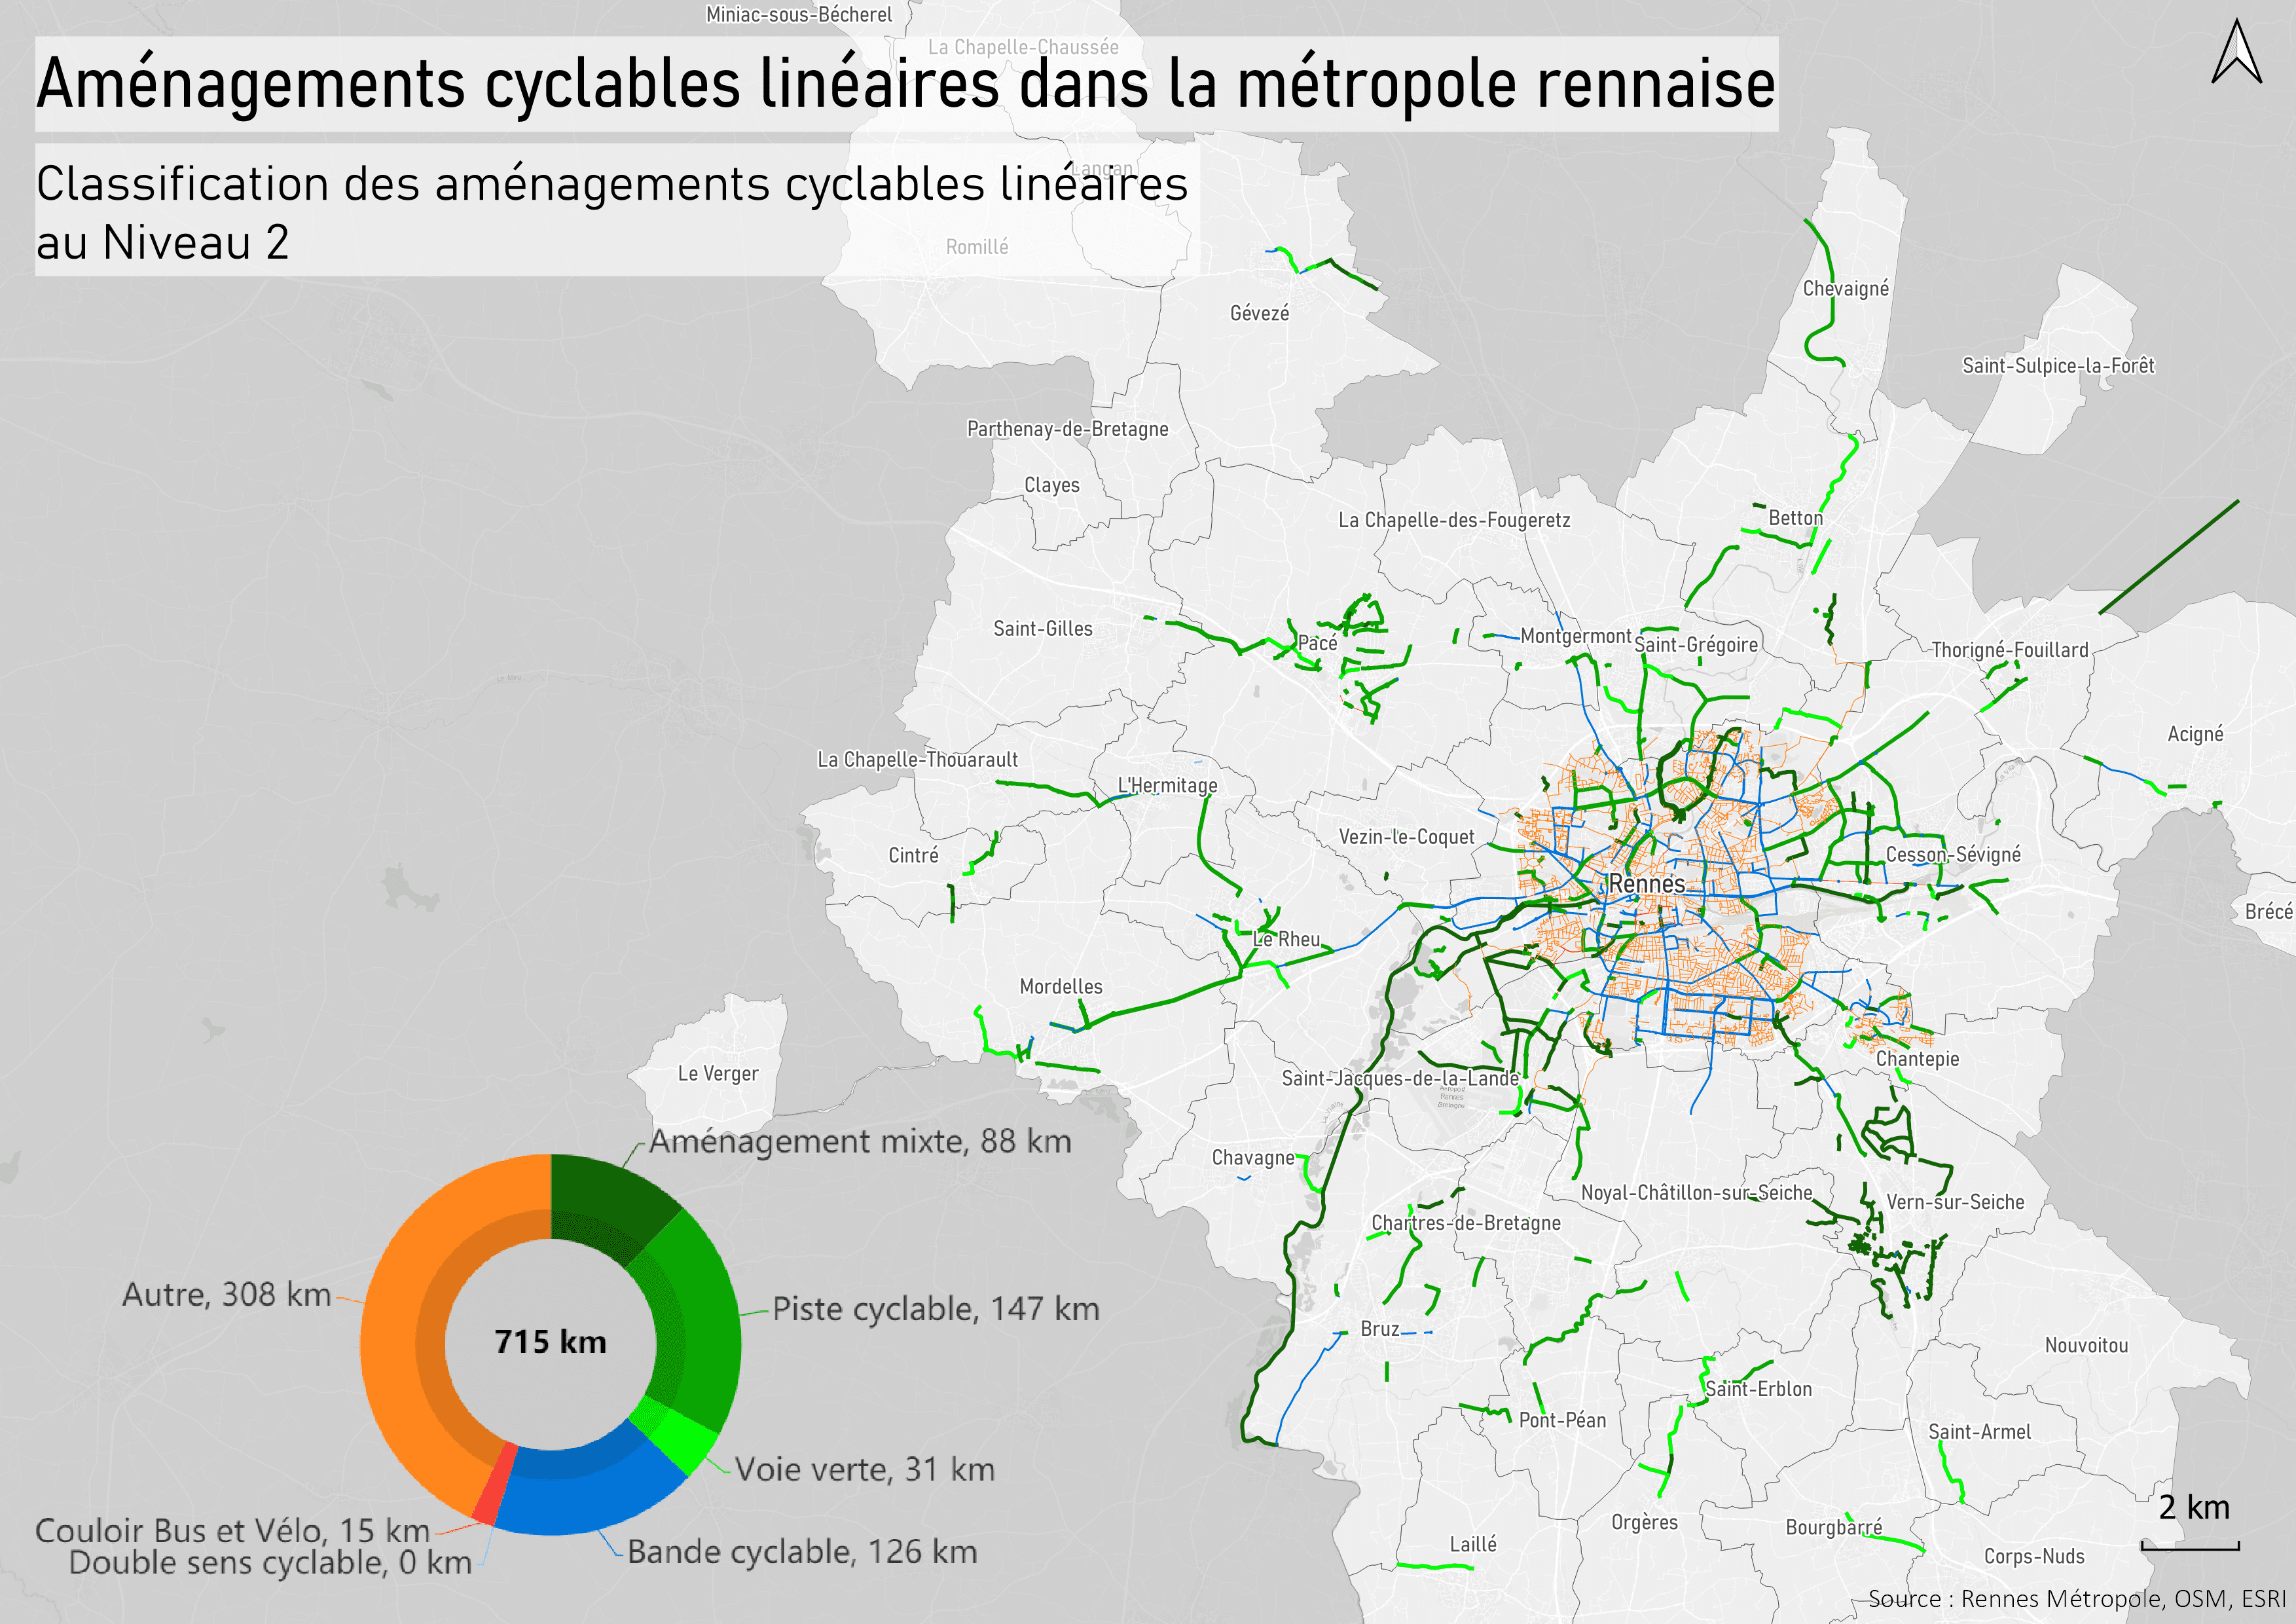 Miniac-sous-Bécherel
La Chapelle-Chaussée
Aménagements cyclables linéaires dans la métropole rennaise
Langan
Classification des aménagements cyclables linéaires
au Niveau 2
Romillé
Gévezé
Chevaigné
Saint-Sulpice-la-Forêt
Parthenay-de-Bretagne
Clayes
La Chapelle-des-Fougeretz
Betton
Saint-Gilles
Pacé
Montgermont
Saint-Grégoire
Thorigné-Fouillard
Acigné
La Chapelle-Thouarault
L'Hermitage
Vezin-le-Coquet
Cintré
Cesson-Sévigné
Rennes
Brécé
Le Rheu
Mordelles
Chantepie
Le Verger
Saint-Jacques-de-la-Lande
Aéroport
Rennes
Bretagne
Chavagne
Noyal-Châtillon-sur-Seiche
Vern-sur-Seiche
Chartres-de-Bretagne
Bruz
Nouvoitou
Saint-Erblon
Pont-Péan
Saint-Armel
Orgères
Bourgbarré
Laillé
Corps-Nuds
Aménagement mixte, 88 km
Autre, 308 km
Piste cyclable, 147 km
715 km
Voie verte, 31 km
Couloir Bus et Vélo, 15 km
Bande cyclable, 126 km
Double sens cyclable, 0 km
2 km
Source : Rennes Métropole, OSM, ESRI